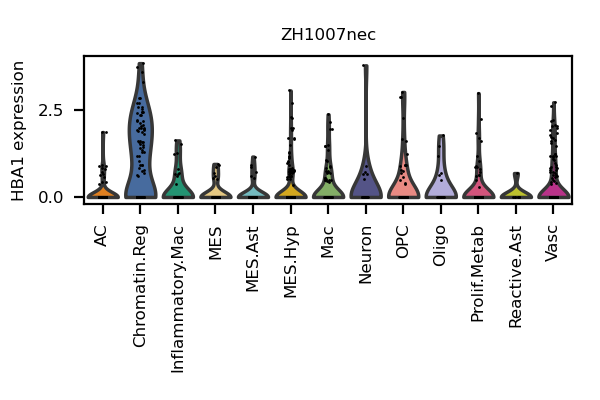 ZH1007nec
HBA1 expression
2.5
0.0
AC
Chromatin.Reg
Inflammatory.Mac
MES
MES.Ast
MES.Hyp
Mac
Neuron
OPC
Oligo
Prolif.Metab
Reactive.Ast
Vasc